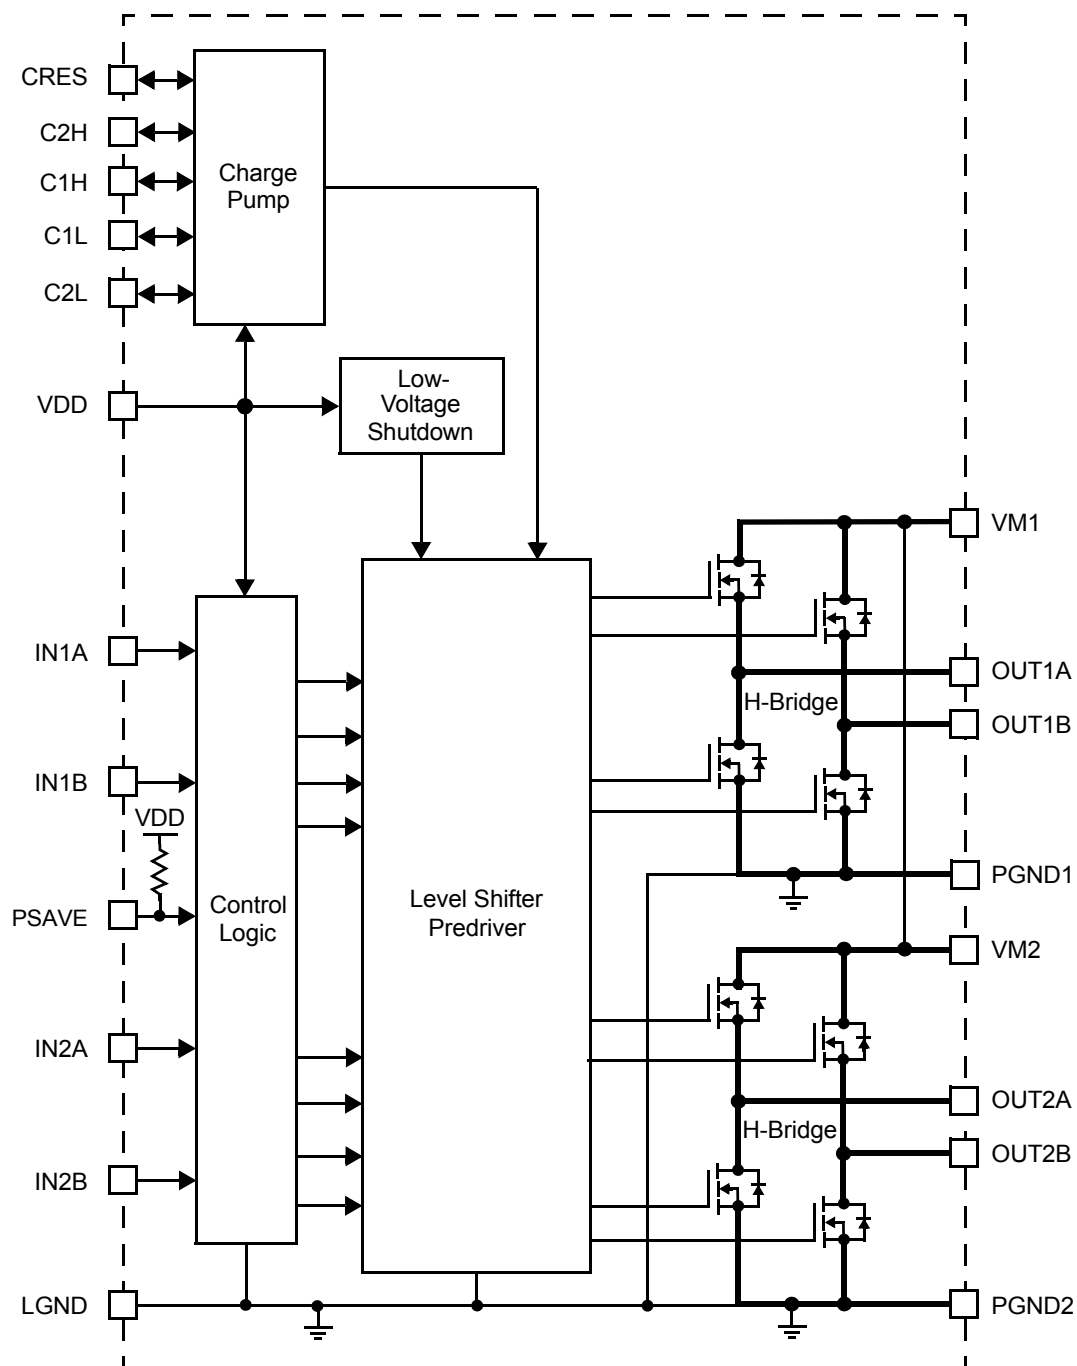 CRES
C2H
C1H
C1L
C2L
Charge
Pump
VDD
Low-
Voltage
Shutdown
IN1A
IN1B
VDD
PSAVE
IN2A
IN2B
LGND
Control
Logic
Level Shifter
Predriver
VM1
OUT1A
H-Bridge
OUT1B
PGND1
VM2
OUT2A
H-Bridge
OUT2B
PGND2